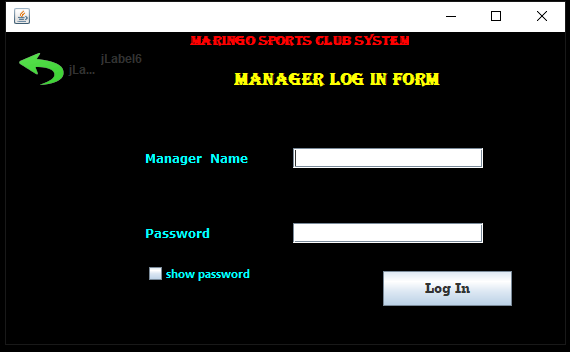 MARINGO SPORTS CLUB SYSTEM
jLabel6
jLa...
MANAGER LOG IN FORM
Manager Name
Password
show password
Log In